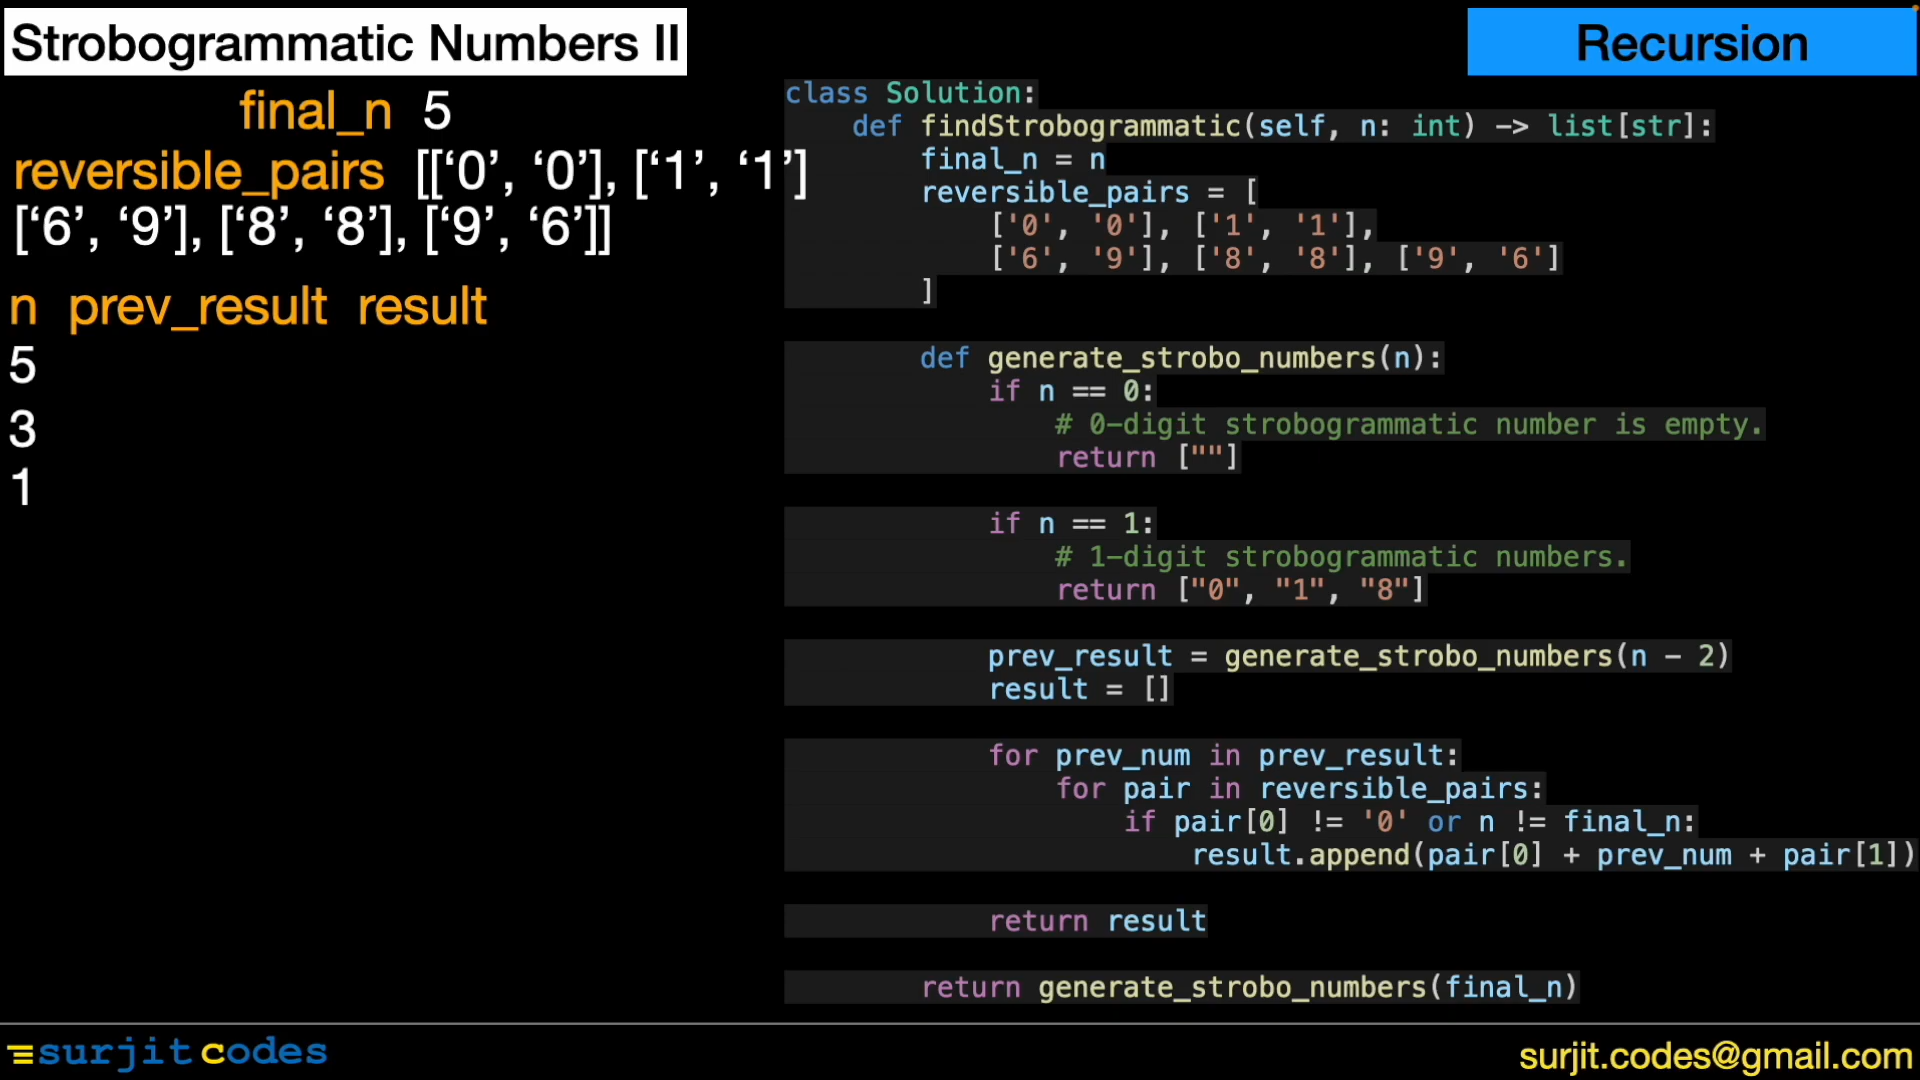 Strobogrammatic Numbers II
Recursion
final_n 5
reversible_pairs [[‘0’, ‘0’], [‘1’, ‘1’]
[‘6’, ‘9’], [‘8’, ‘8’], [‘9’, ‘6’]]
n prev_result result
5
3
1
class Solution:
    def findStrobogrammatic(self, n: int) -> list[str]:
        final_n = n
        reversible_pairs = [
            ['0', '0'], ['1', '1'],
            ['6', '9'], ['8', '8'], ['9', '6']
        ]
        def generate_strobo_numbers(n):
            if n == 0:
                # 0-digit strobogrammatic number is empty.
                return [""]
            if n == 1:
                # 1-digit strobogrammatic numbers.
                return ["0", "1", "8"]
            prev_result = generate_strobo_numbers(n - 2)
            result = []
            for prev_num in prev_result:
                for pair in reversible_pairs:
                    if pair[0] != '0' or n != final_n:
                        result.append(pair[0] + prev_num + pair[1])
            return result
        return generate_strobo_numbers(final_n)
surjit codes
surjit.codes@gmail.com